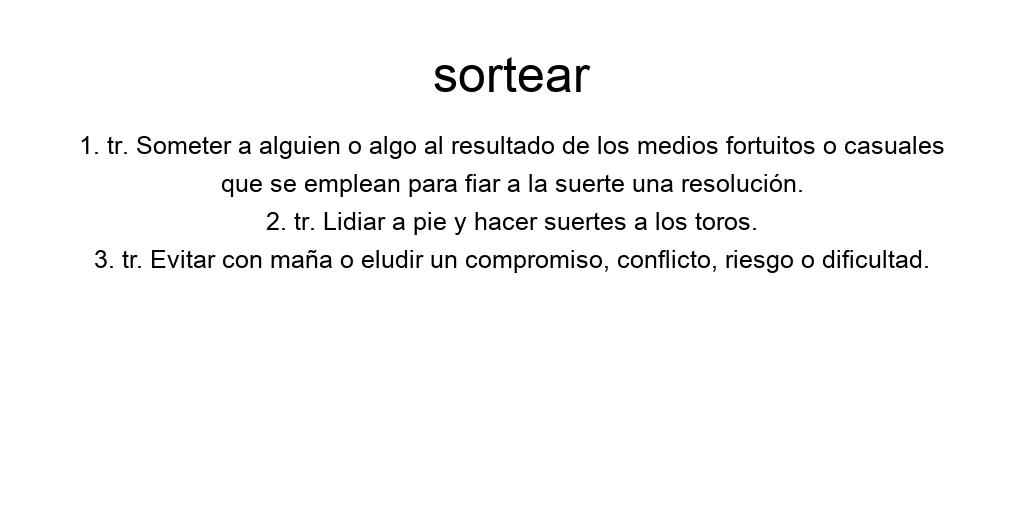 sortear
1. tr. Someter a alguien o algo al resultado de los medios fortuitos o casuales
que se emplean para fiar a la suerte una resolución.
2. tr. Lidiar a pie y hacer suertes a los toros.
3. tr. Evitar con maña o eludir un compromiso, conflicto, riesgo o dificultad.